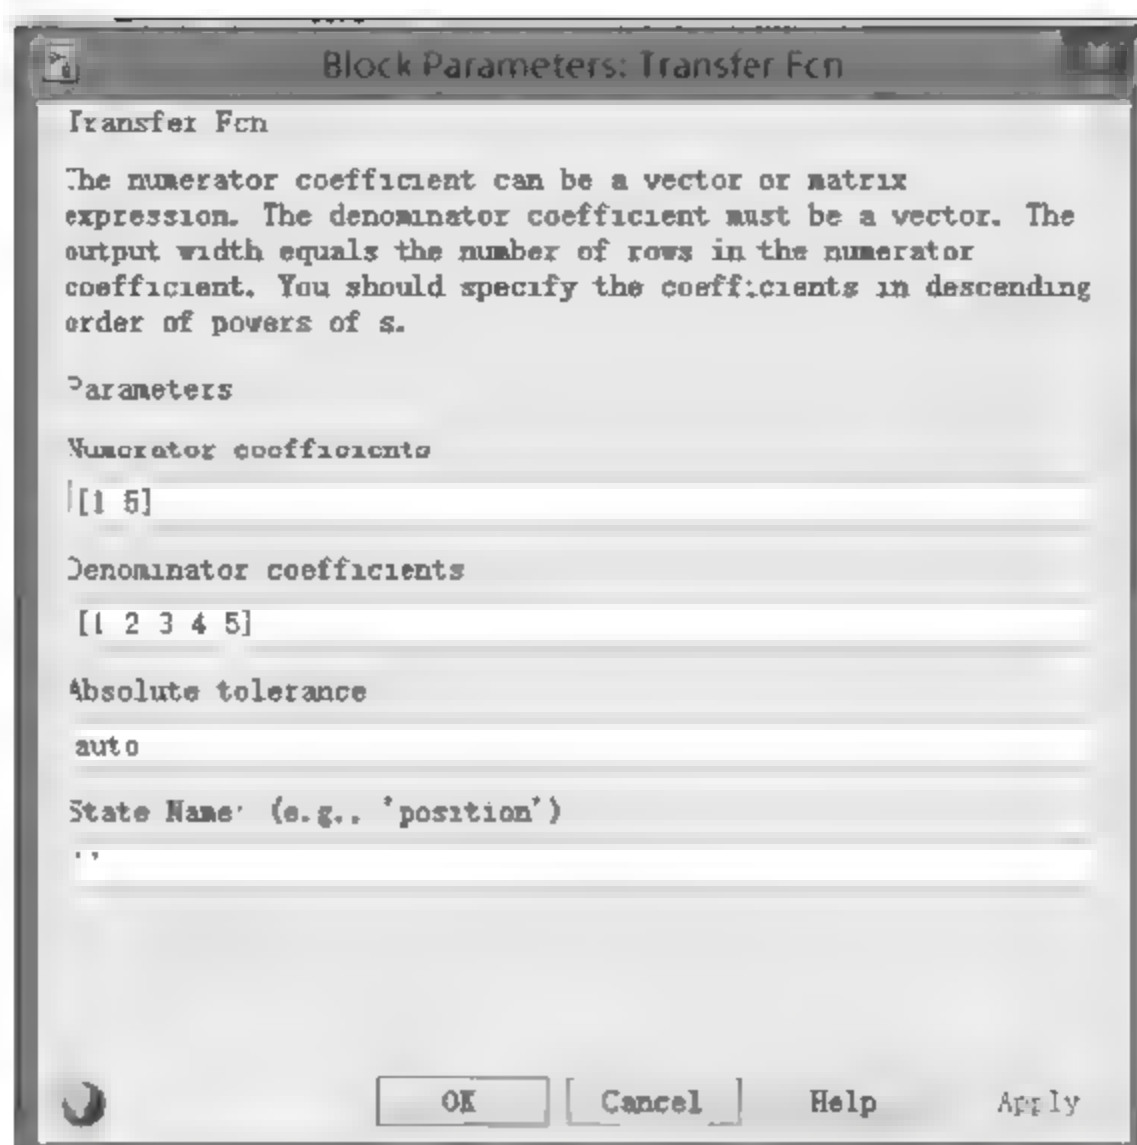 Block Parameters: Transfer Fcn
Transfer Fcn
The numerator coefficient can be a vector or matrix
expression. The denominator coefficient must be a vector. The
output width equals the number of rows in the numerator
coefficient. You should specify the coefficients in descending
order of powers of s.
Parameters
Numerator coefficients
[1 5]
Denominator coefficients
[1 2 3 4 5]
Absolute tolerance
auto
State Name: (e.g., 'position')
''
OK Cancel Help Apply